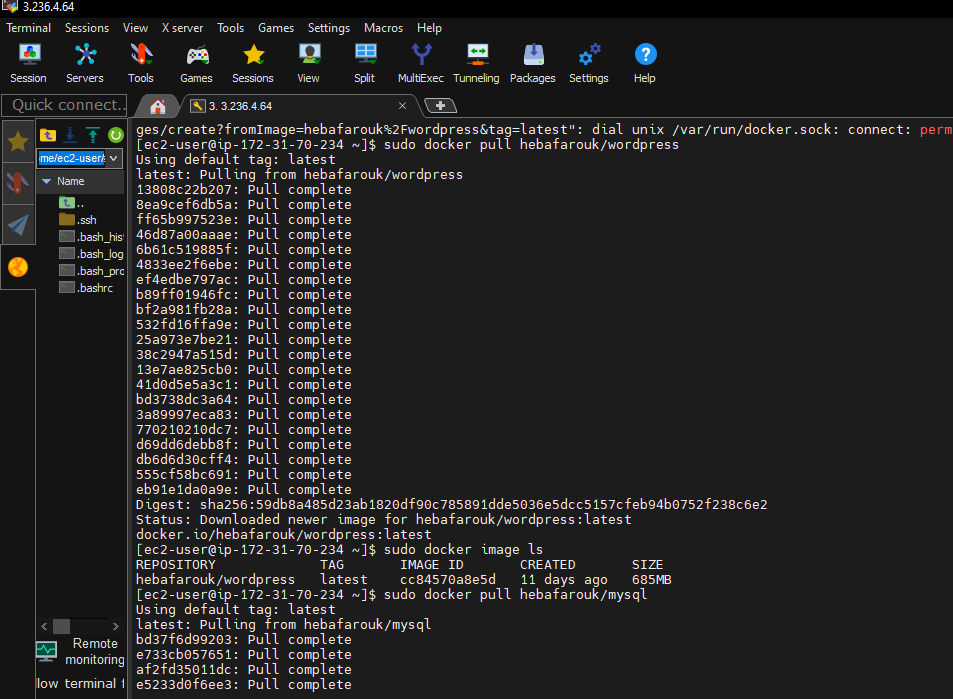 3.236.4.64
Terminal Sessions View X server Tools Games Settings Macros Help
Session Servers Tools Games Sessions View Split MultiExec Tunneling Packages Settings Help
Quick connect..
3. 3.236.4.64
me/ec2-user/
Name
..
.ssh
.bash_his
.bash_log
.bash_pro
.bashrc
Remote
monitoring
low terminal f
ges/create?fromImage=hebafarouk%2Fwordpress&tag=latest": dial unix /var/run/docker.sock: connect: perm
[ec2-user@ip-172-31-70-234 ~]$ sudo docker pull hebafarouk/wordpress
Using default tag: latest
latest: Pulling from hebafarouk/wordpress
13808c22b207: Pull complete
8ea9cef6db5a: Pull complete
ff65b997523e: Pull complete
46d87a00aaae: Pull complete
6b61c519885f: Pull complete
4833ee2f6ebe: Pull complete
ef4edbe797ac: Pull complete
b89ff01946fc: Pull complete
bf2a981fb28a: Pull complete
532fd16ffa9e: Pull complete
25a973e7be21: Pull complete
38c2947a515d: Pull complete
13e7ae825cb0: Pull complete
41d0d5e5a3c1: Pull complete
bd3738dc3a64: Pull complete
3a89997eca83: Pull complete
770210210dc7: Pull complete
d69dd6debb8f: Pull complete
db6d6d30cff4: Pull complete
555cf58bc691: Pull complete
eb91e1da0a9e: Pull complete
Digest: sha256:59db8a485d23ab1820df90c785891dde5036e5dcc5157cfeb94b0752f238c6e2
Status: Downloaded newer image for hebafarouk/wordpress:latest
docker.io/hebafarouk/wordpress:latest
[ec2-user@ip-172-31-70-234 ~]$ sudo docker image ls
REPOSITORY TAG IMAGE ID CREATED SIZE
hebafarouk/wordpress latest cc84570a8e5d 11 days ago 685MB
[ec2-user@ip-172-31-70-234 ~]$ sudo docker pull hebafarouk/mysql
Using default tag: latest
latest: Pulling from hebafarouk/mysql
bd37f6d99203: Pull complete
e733cb057651: Pull complete
af2fd35011dc: Pull complete
e5233d0f6ee3: Pull complete